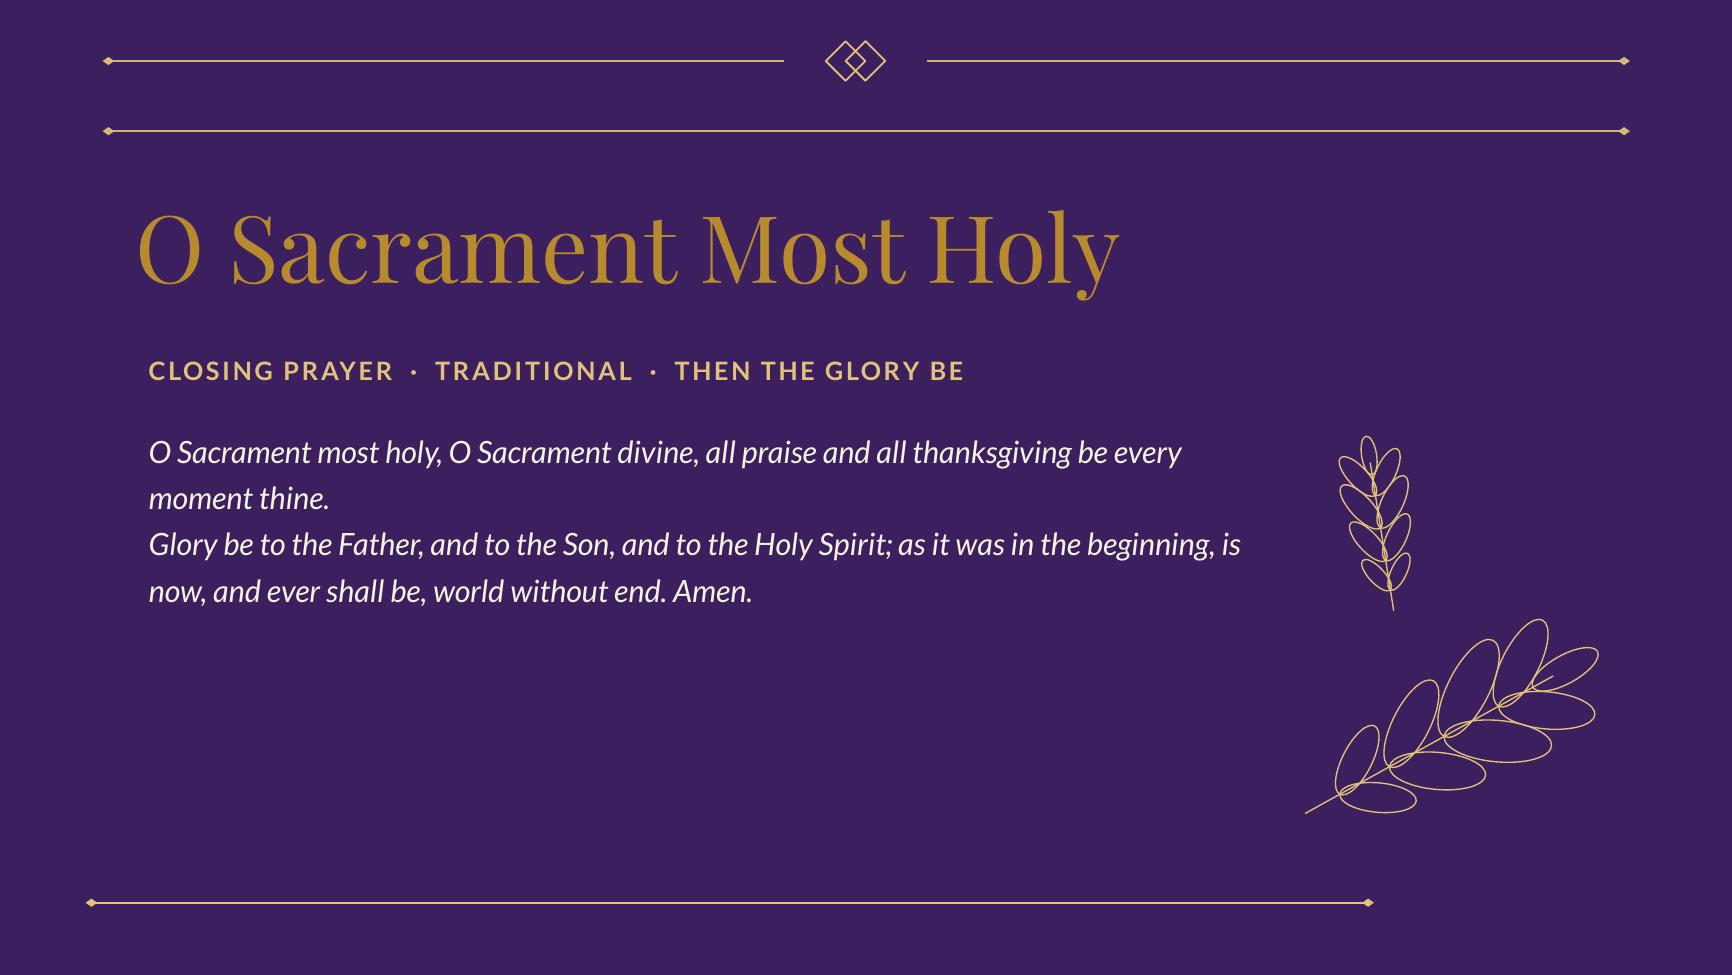 O Sacrament Most Holy
CLOSING PRAYER · TRADITIONAL · THEN THE GLORY BE
O Sacrament most holy, O Sacrament divine, all praise and all thanksgiving be every
moment thine.
Glory be to the Father, and to the Son, and to the Holy Spirit; as it was in the beginning, is
now, and ever shall be, world without end. Amen.